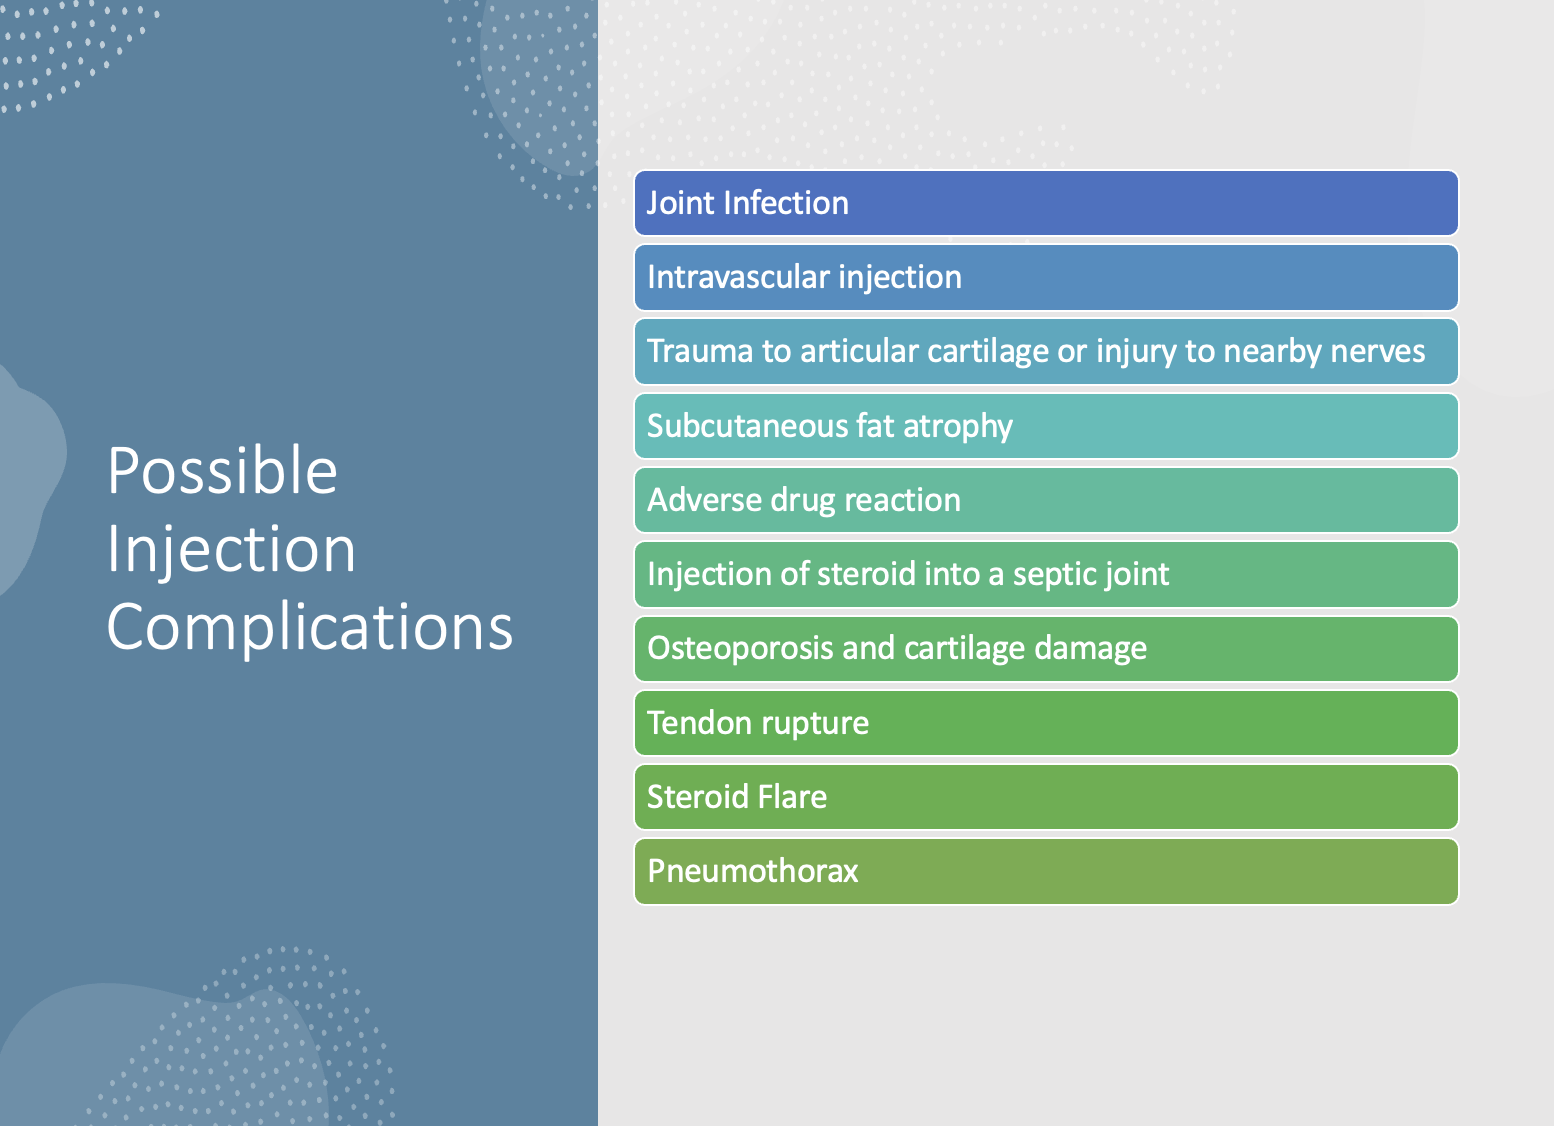 Possible
Injection
Complications
Joint Infection
Intravascular injection
Trauma to articular cartilage or injury to nearby nerves
Subcutaneous fat atrophy
Adverse drug reaction
Injection of steroid into a septic joint
Osteoporosis and cartilage damage
Tendon rupture
Steroid Flare
Pneumothorax